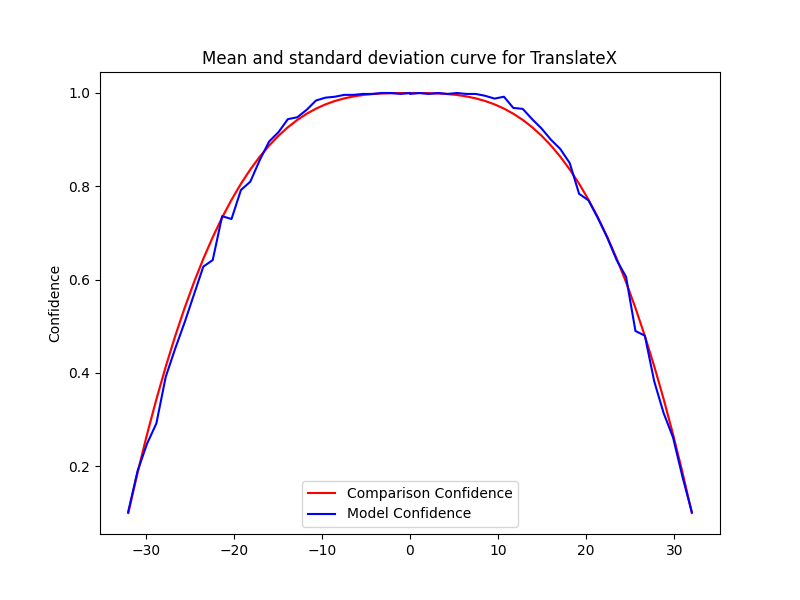 Mean and standard deviation curve for TranslateX
1.0
0.8
0.6
0.4
0.2
Confidence
Comparison Confidence
Model Confidence
−30 −20 −10 0 10 20 30